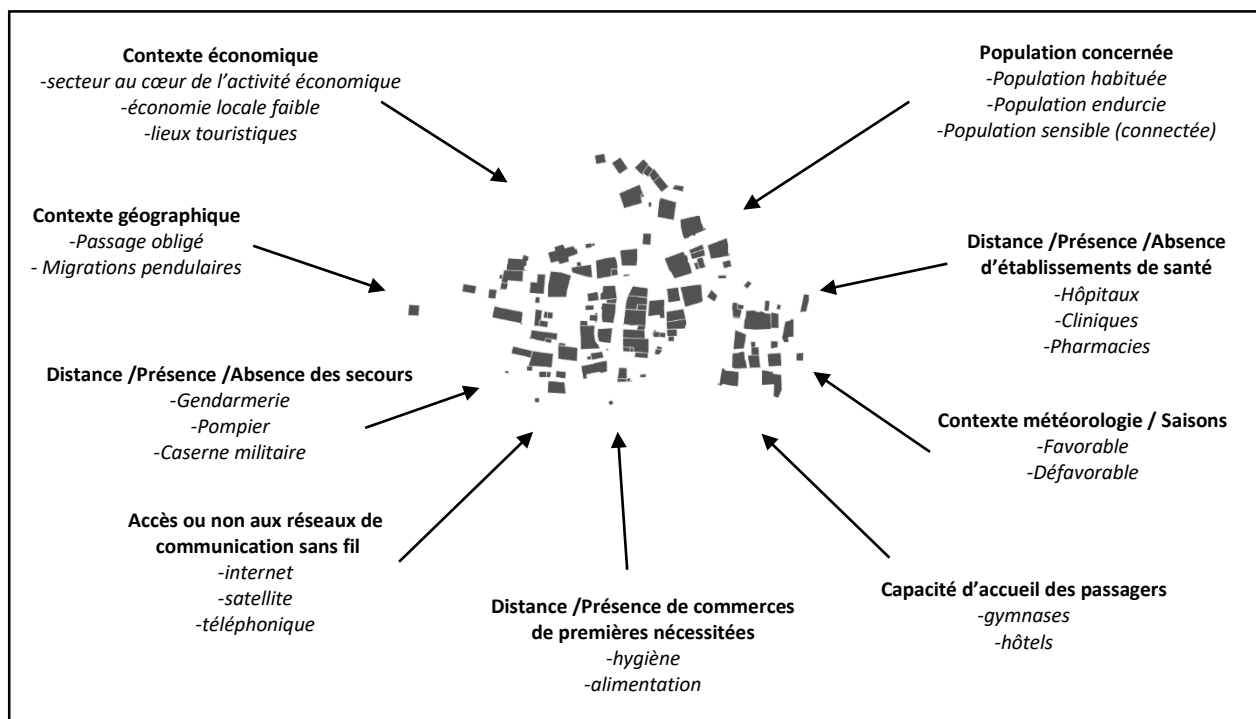 Contexte économique
-secteur au cœur de l’activité économique
-économie locale faible
-lieux touristiques
Population concernée
-Population habituée
-Population endurcie
-Population sensible (connectée)
Contexte géographique
-Passage obligé
- Migrations pendulaires
Distance /Présence /Absence
d’établissements de santé
-Hôpitaux
-Cliniques
-Pharmacies
Distance /Présence /Absence des secours
-Gendarmerie
-Pompier
-Caserne militaire
Contexte météorologie / Saisons
-Favorable
-Défavorable
Accès ou non aux réseaux de
communication sans fil
-internet
-satellite
-téléphonique
Distance /Présence de commerces
de premières nécessitées
-hygiène
-alimentation
Capacité d’accueil des passagers
-gymnases
-hôtels